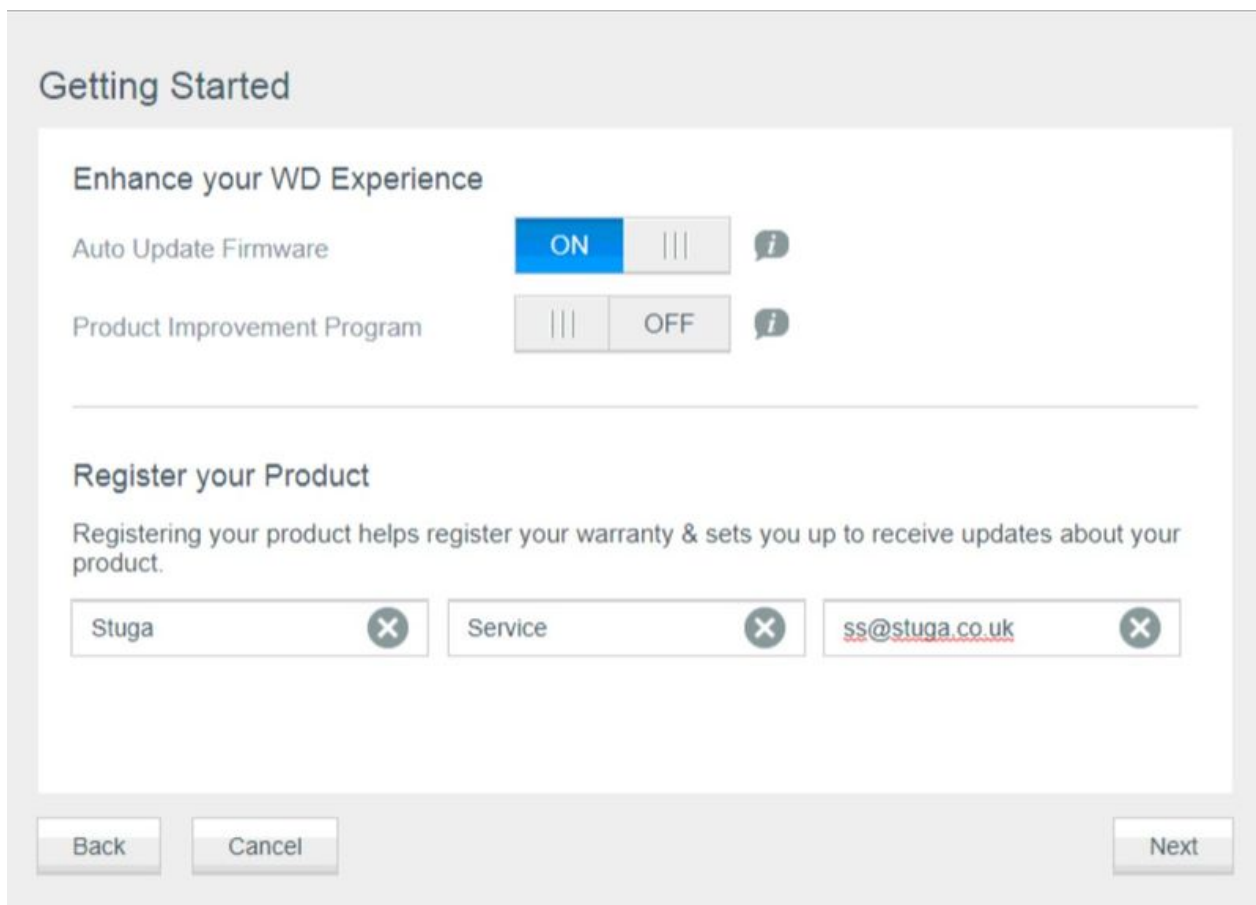 Getting Started
Enhance your WD Experience
Auto Update Firmware
ON
Product Improvement Program
OFF
Register your Product
Registering your product helps register your warranty & sets you up to receive updates about your
product.
Stuga
Service
ss@stuga.co.uk
Back
Cancel
Next